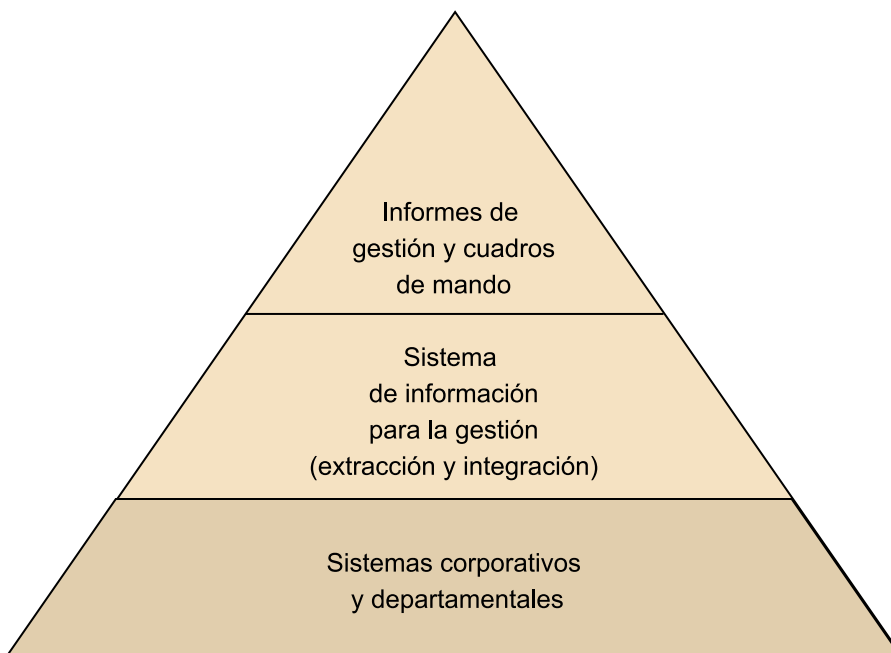 Informes de
gestión y cuadros
de mando
Sistema
de información
para la gestión
(extracción y integración)
Sistemas corporativos
y departamentales